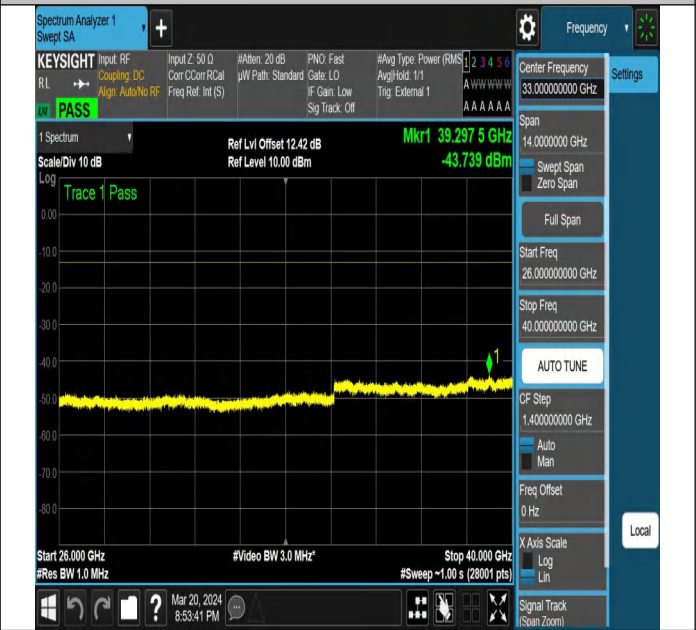 Spectrum Analyzer 1
Swept SA
+
Frequency
KEYSIGHT
RL
PASS
Input: RF
Coupling: DC
Align: Auto/No RF
Input Z: 50 Ω
Corr CCorr RCal
Freq Ref: Int (S)
#Atten: 20 dB
µW Path: Standard
PNO: Fast
Gate: LO
IF Gain: Low
Sig Track: Off
#Avg Type: Power (RMS
Avg|Hold: 1/1
Trig: External 1
1 2 3 4 5 6
A W W W W W
A A A A A A
Center Frequency
33.000000000 GHz
Settings
Span
14.0000000 GHz
Swept Span
Zero Span
Full Span
Start Freq
26.000000000 GHz
Stop Freq
40.000000000 GHz
AUTO TUNE
CF Step
1.400000000 GHz
Auto
Man
Freq Offset
0 Hz
X Axis Scale
Log
Lin
Signal Track
(Span Zoom)
Local
1 Spectrum
Scale/Div 10 dB
Log
Ref Lvl Offset 12.42 dB
Ref Level 10.00 dBm
Mkr1 39.297 5 GHz
-43.739 dBm
Trace 1 Pass
0.00
-10.0
-20.0
-30.0
-40.0
-50.0
-60.0
-70.0
-80.0
1
Start 26.000 GHz
#Res BW 1.0 MHz
#Video BW 3.0 MHz*
Stop 40.000 GHz
#Sweep ~1.00 s (28001 pts)
?
Mar 20, 2024
8:53:41 PM